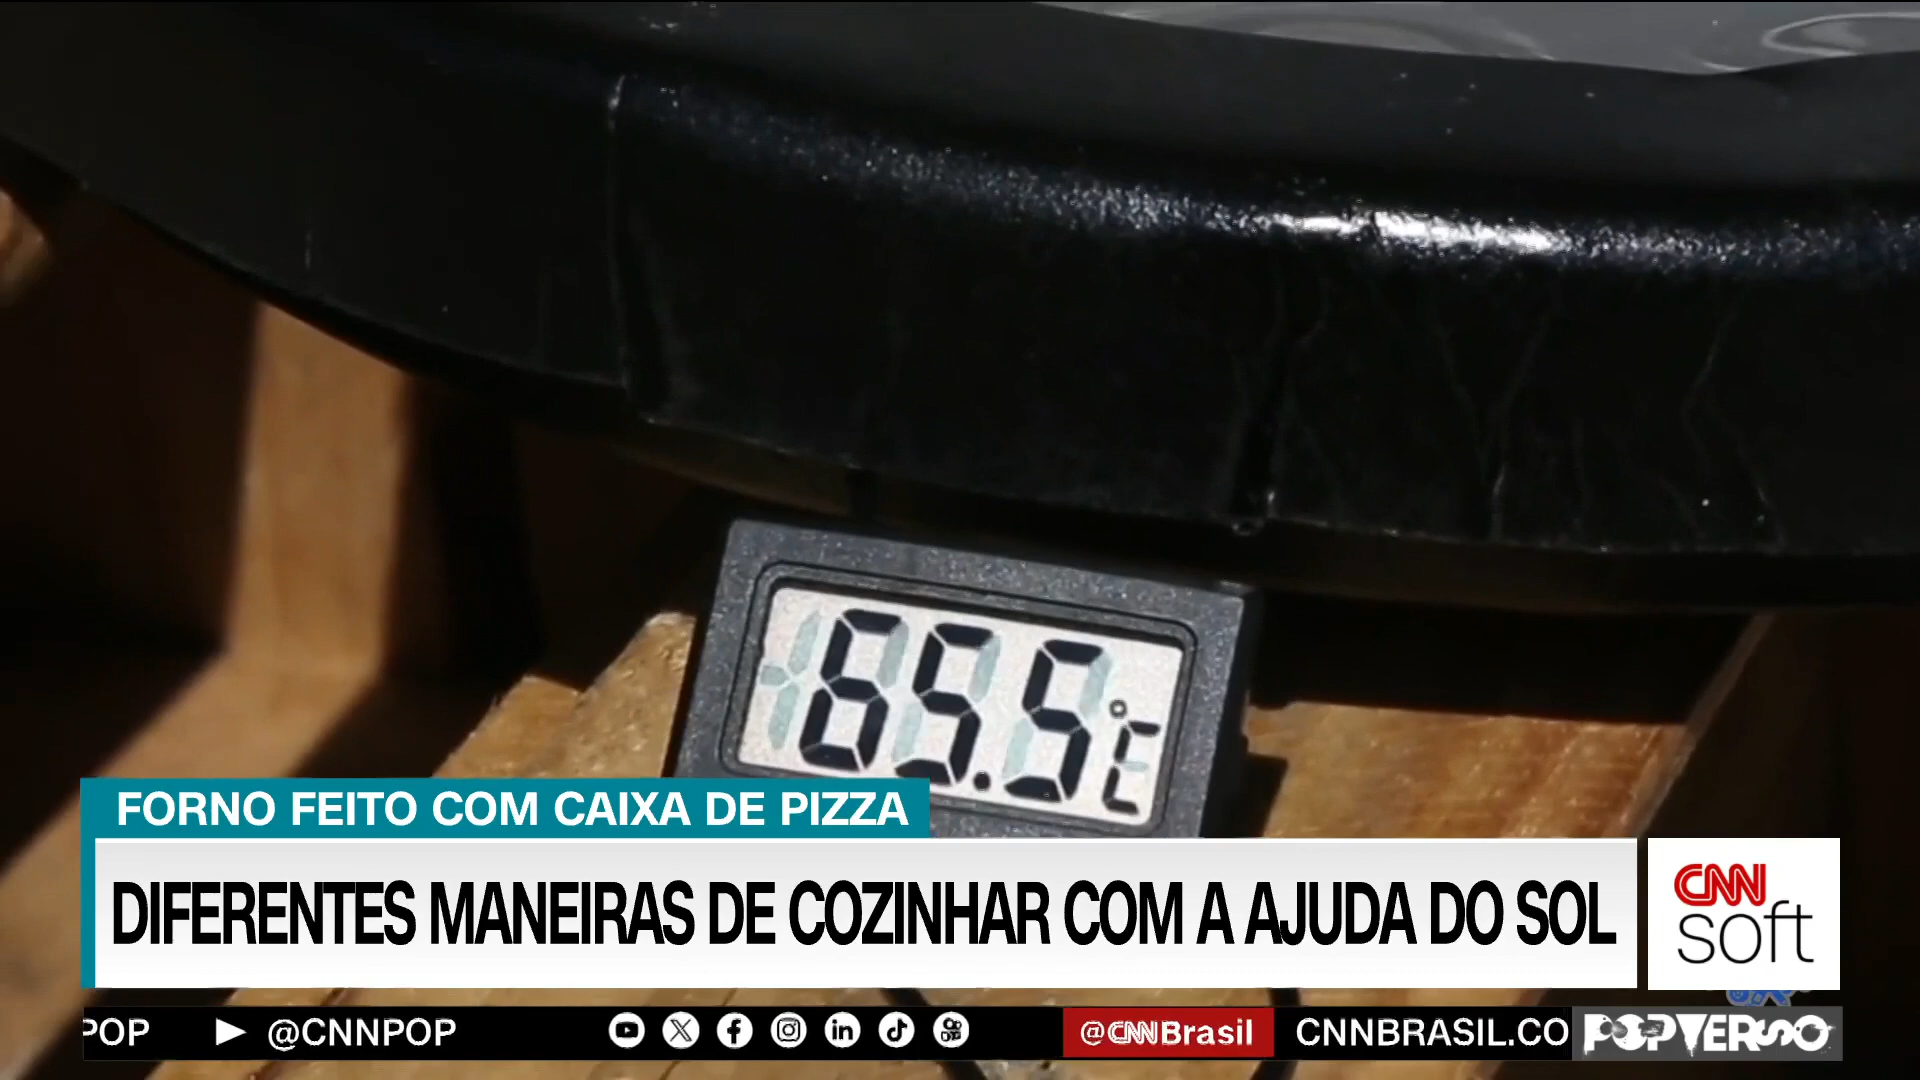 65.5 °C
FORNO FEITO COM CAIXA DE PIZZA
DIFERENTES MANEIRAS DE COZINHAR COM A AJUDA DO SOL
CNN
soft
POP @CNNPOP @CNNBrasil CNNBRASIL.CO POPVERSO